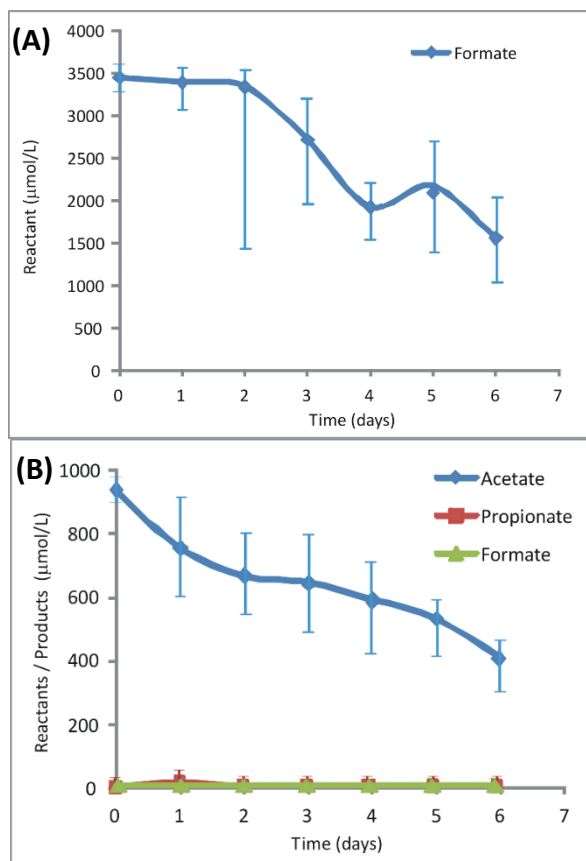 (A)
Formate
Reactant (μmol/L)
4000
3500
3000
2500
2000
1500
1000
500
0
0 1 2 3 4 5 6 7
Time (days)
(B)
Acetate
Propionate
Formate
Reactants / Products (μmol/L)
1000
800
600
400
200
0
0 1 2 3 4 5 6 7
Time (days)